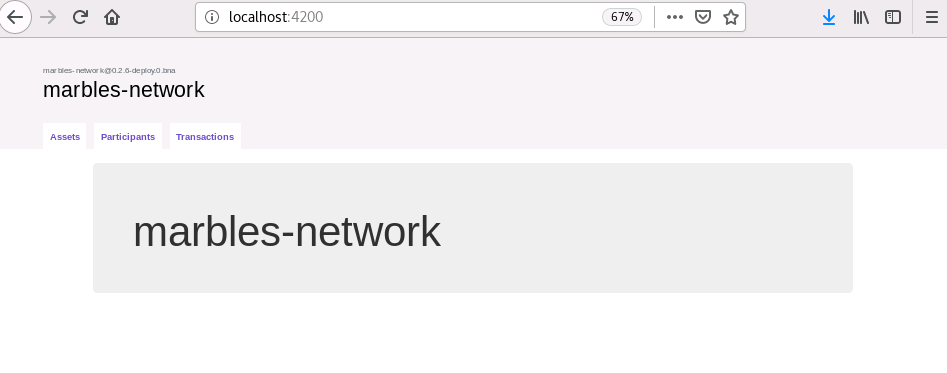 localhost:4200 67%
marbles-network@0.2.6-deploy.0.bna
marbles-network
Assets Participants Transactions
marbles-network